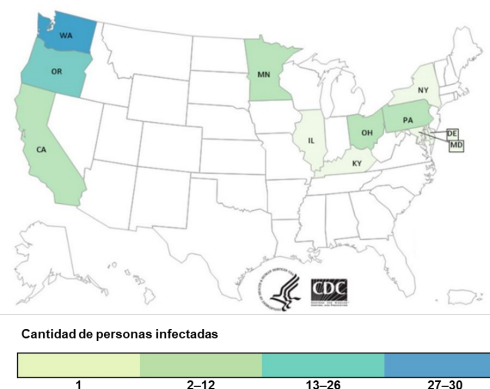 WA
OR
MN
NY
CA
IL
OH
PA
DE
MD
KY
CDC
Cantidad de personas infectadas
1
2–12
13–26
27–30